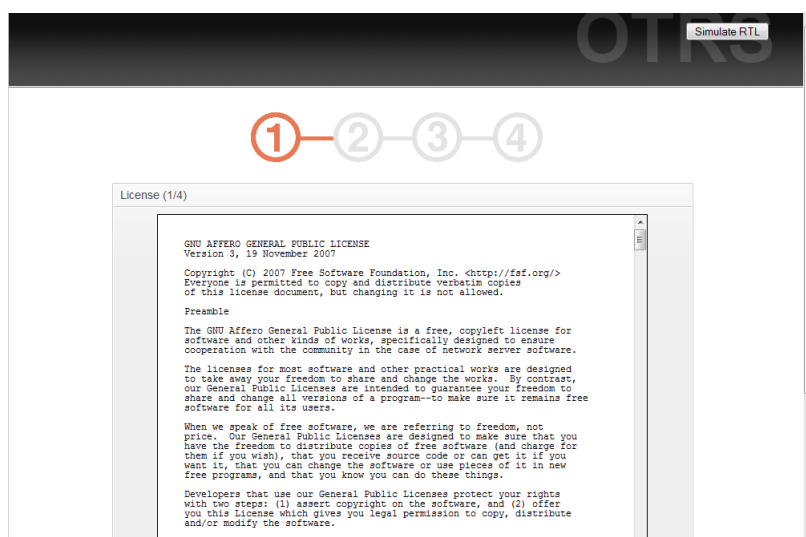 OTRS
Simulate RTL
1 2 3 4
License (1/4)
GNU AFFERO GENERAL PUBLIC LICENSE
Version 3, 19 November 2007
Copyright (C) 2007 Free Software Foundation, Inc. <http://fsf.org/>
Everyone is permitted to copy and distribute verbatim copies
of this license document, but changing it is not allowed.
Preamble
The GNU Affero General Public License is a free, copyleft license for
software and other kinds of works, specifically designed to ensure
cooperation with the community in the case of network server software.
The licenses for most software and other practical works are designed
to take away your freedom to share and change the works.  By contrast,
our General Public Licenses are intended to guarantee your freedom to
share and change all versions of a program--to make sure it remains free
software for all its users.
When we speak of free software, we are referring to freedom, not
price.  Our General Public Licenses are designed to make sure that you
have the freedom to distribute copies of free software (and charge for
them if you wish), that you receive source code or can get it if you
want it, that you can change the software or use pieces of it in new
free programs, and that you know you can do these things.
Developers that use our General Public Licenses protect your rights
with two steps: (1) assert copyright on the software, and (2) offer
you this License which gives you legal permission to copy, distribute
and/or modify the software.